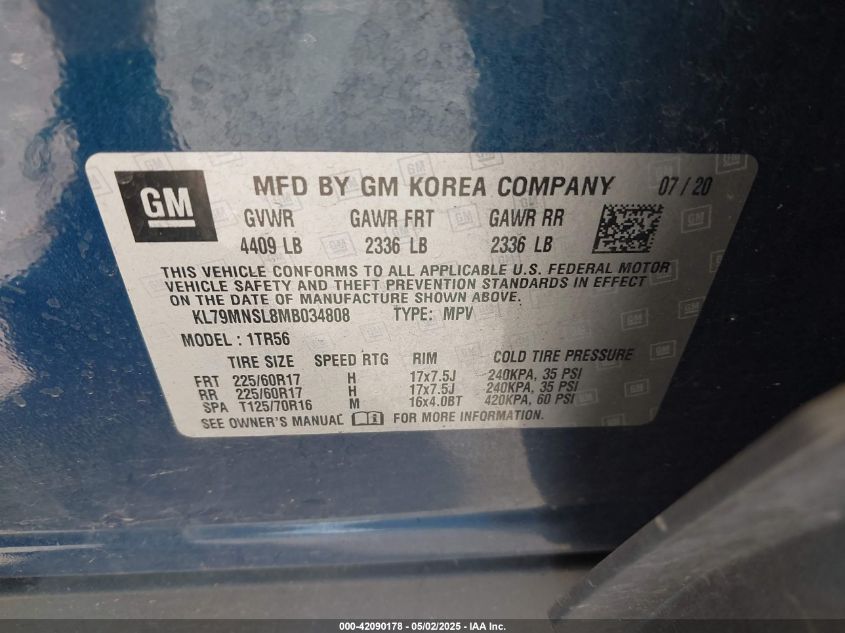 GM
MFD BY GM KOREA COMPANY 07 / 20
GVWR GAWR FRT GAWR RR
4409 LB 2336 LB 2336 LB
THIS VEHICLE CONFORMS TO ALL APPLICABLE U.S. FEDERAL MOTOR
VEHICLE SAFETY AND THEFT PREVENTION STANDARDS IN EFFECT
ON THE DATE OF MANUFACTURE SHOWN ABOVE.
KL79MNSL8MB034808 TYPE: MPV
MODEL : 1TR56
TIRE SIZE SPEED RTG RIM COLD TIRE PRESSURE
FRT 225/60R17 H 17x7.5J 240KPA, 35 PSI
RR 225/60R17 H 17x7.5J 240KPA, 35 PSI
SPA T125/70R16 M 16x4.0BT 420KPA, 60 PSI
SEE OWNER'S MANUAL FOR MORE INFORMATION.
000-42090178 - 05/02/2025 - IAA Inc.